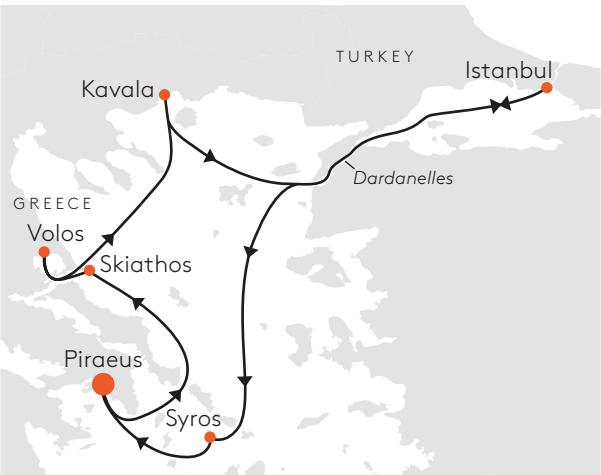 TURKEY
Istanbul
Kavala
Dardanelles
GREECE
Volos
Skiathos
Piraeus
Syros